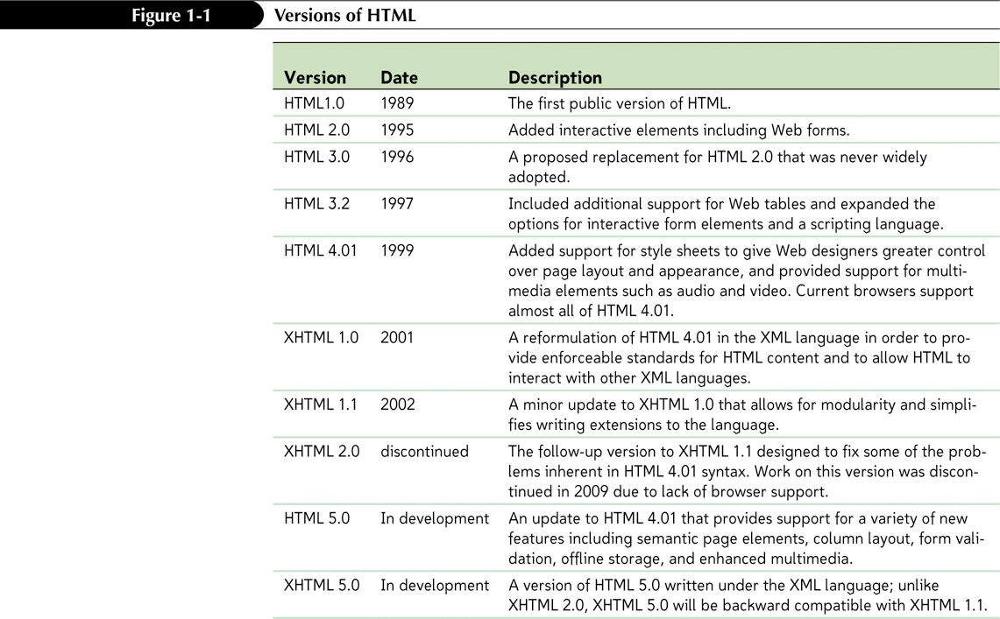 Figure 1-1 Versions of HTML
Version Date Description
HTML1.0 1989 The first public version of HTML.
HTML 2.0 1995 Added interactive elements including Web forms.
HTML 3.0 1996 A proposed replacement for HTML 2.0 that was never widely
adopted.
HTML 3.2 1997 Included additional support for Web tables and expanded the
options for interactive form elements and a scripting language.
HTML 4.01 1999 Added support for style sheets to give Web designers greater control
over page layout and appearance, and provided support for multi-
media elements such as audio and video. Current browsers support
almost all of HTML 4.01.
XHTML 1.0 2001 A reformulation of HTML 4.01 in the XML language in order to pro-
vide enforceable standards for HTML content and to allow HTML to
interact with other XML languages.
XHTML 1.1 2002 A minor update to XHTML 1.0 that allows for modularity and simpli-
fies writing extensions to the language.
XHTML 2.0 discontinued The follow-up version to XHTML 1.1 designed to fix some of the prob-
lems inherent in HTML 4.01 syntax. Work on this version was discon-
tinued in 2009 due to lack of browser support.
HTML 5.0 In development An update to HTML 4.01 that provides support for a variety of new
features including semantic page elements, column layout, form vali-
dation, offline storage, and enhanced multimedia.
XHTML 5.0 In development A version of HTML 5.0 written under the XML language; unlike
XHTML 2.0, XHTML 5.0 will be backward compatible with XHTML 1.1.